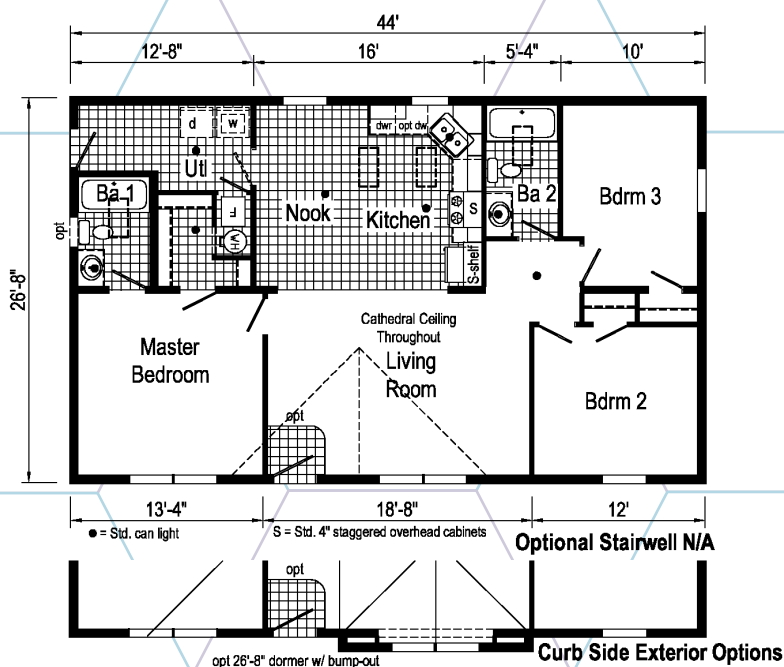 44'
12'-8"
16'
5'-4"
10'
d
w
dwr
opt dw
Utl
Ba 1
F
WH
Nook
Kitchen
S
S-shelf
Ba 2
Bdrm 3
opt
26'-8"
Cathedral Ceiling
Throughout
Living
Room
Master
Bedroom
Bdrm 2
opt
13'-4"
18'-8"
12'
= Std. can light
S = Std. 4" staggered overhead cabinets
Optional Stairwell N/A
opt
opt 26'-8" dormer w/ bump-out
Curb Side Exterior Options